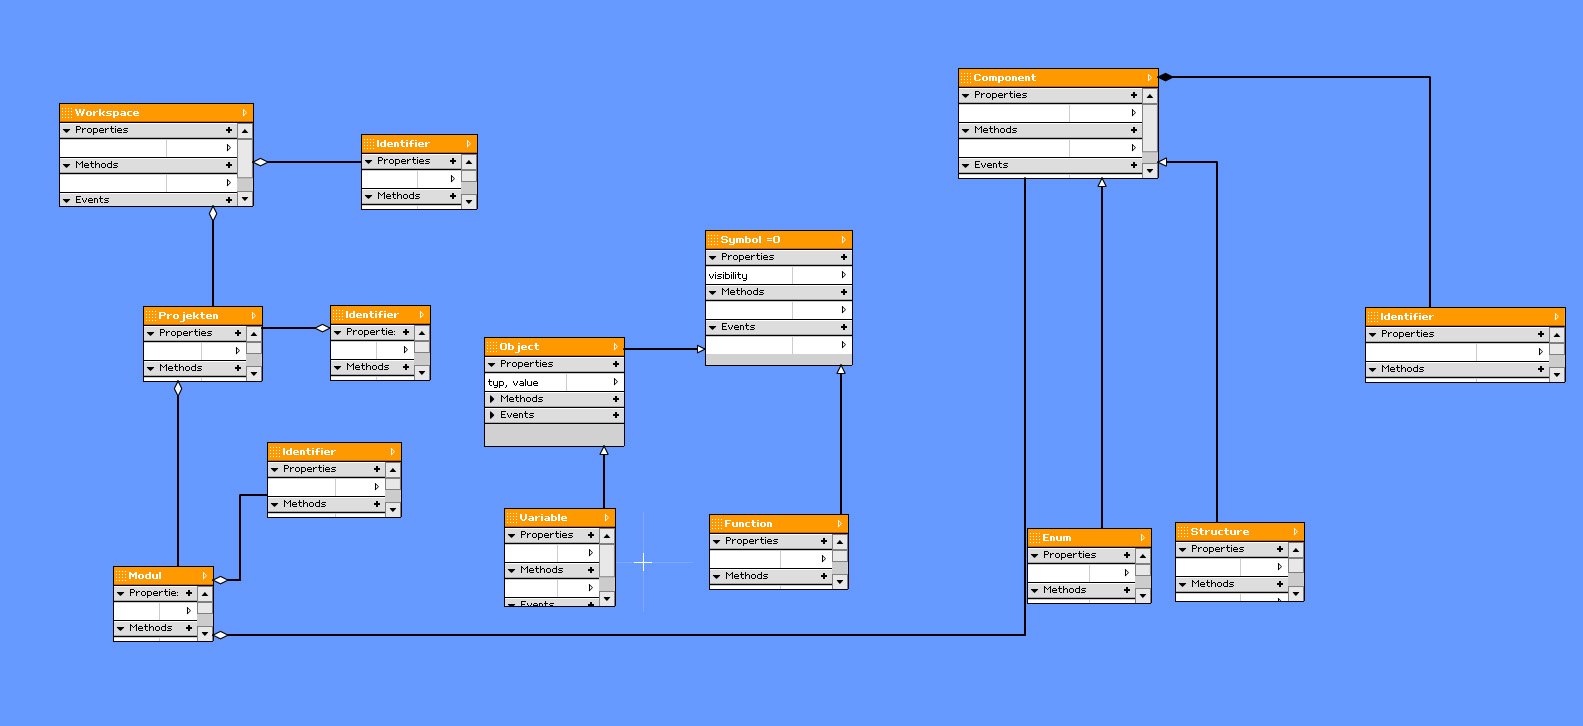 Workspace
Properties +
Methods +
Events +
Identifier
Properties +
Methods +
Component
Properties +
Methods +
Events +
Symbol =0
Properties +
visibility
Methods +
Events +
Projekten
Properties +
Methods +
Identifier
Propertie: +
Methods +
Object
Properties +
typ, value
Methods +
Events +
Identifier
Properties +
Methods +
Identifier
Properties +
Methods +
Variable
Properties +
Methods +
Events +
Function
Properties +
Methods +
Enum
Properties +
Methods +
Structure
Properties +
Methods +
Modul
Propertie: +
Methods +